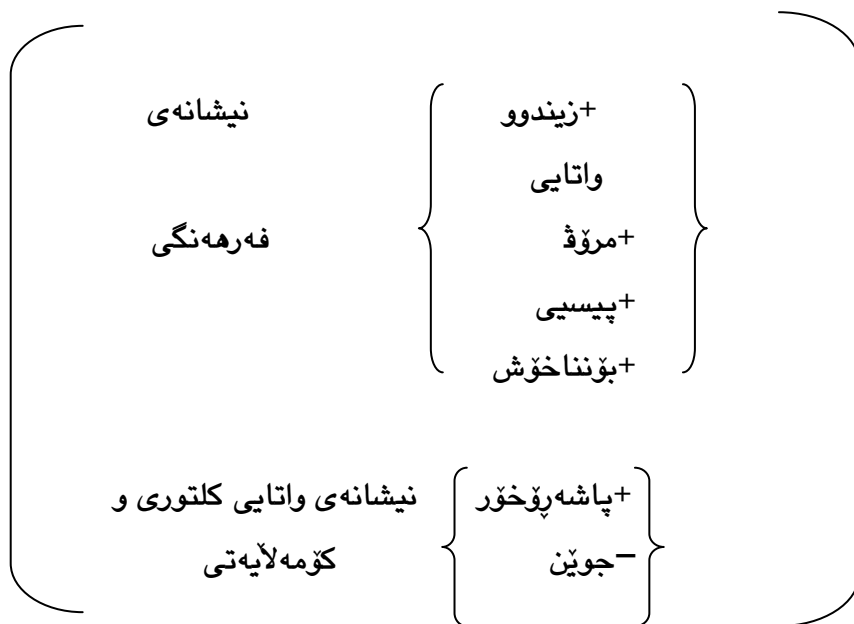 +زیندوو نیشانەی
واتایی
+مرۆڤ فەرهەنگی
+پیسیی
+بۆنناخۆش
+پاشەڕۆخۆر نیشانەی واتایی کلتوری و
–جوێن کۆمەڵایەتی